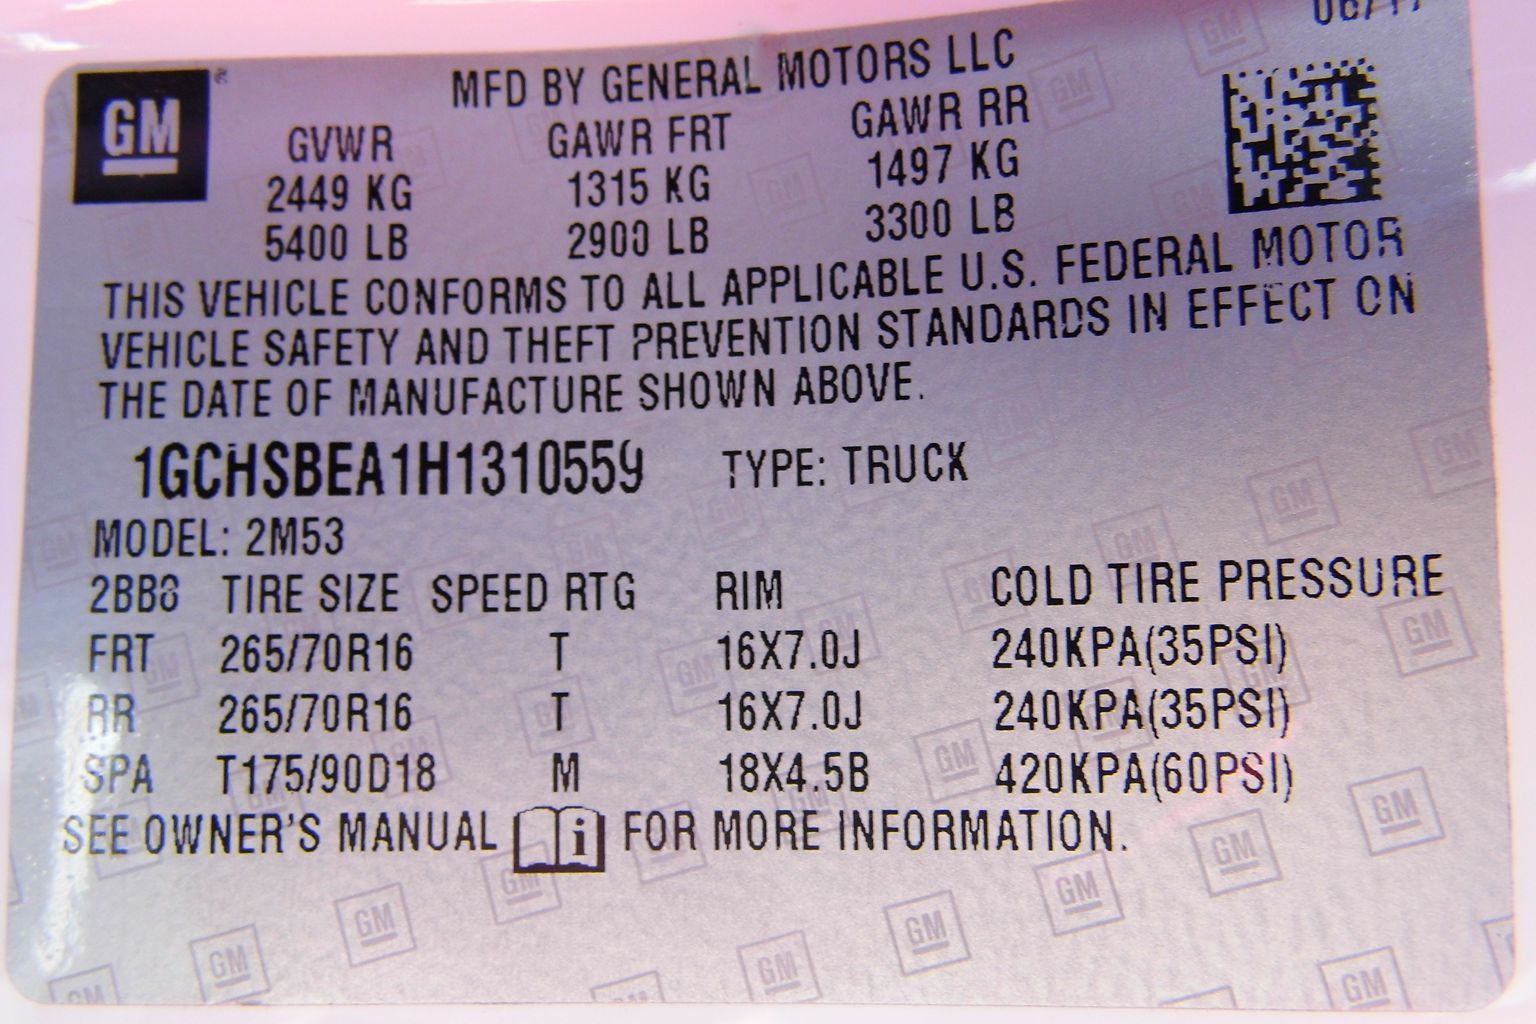 06/17
GM ®
MFD BY GENERAL MOTORS LLC
GVWR GAWR FRT GAWR RR
2449 KG 1315 KG 1497 KG
5400 LB 2900 LB 3300 LB
THIS VEHICLE CONFORMS TO ALL APPLICABLE U.S. FEDERAL MOTOR
VEHICLE SAFETY AND THEFT PREVENTION STANDARDS IN EFFECT ON
THE DATE OF MANUFACTURE SHOWN ABOVE.
1GCHSBEA1H1310559 TYPE: TRUCK
MODEL: 2M53
2BB8 TIRE SIZE SPEED RTG RIM COLD TIRE PRESSURE
FRT 265/70R16 T 16X7.0J 240KPA(35PSI)
RR 265/70R16 T 16X7.0J 240KPA(35PSI)
SPA T175/90D18 M 18X4.5B 420KPA(60PSI)
SEE OWNER'S MANUAL i FOR MORE INFORMATION.